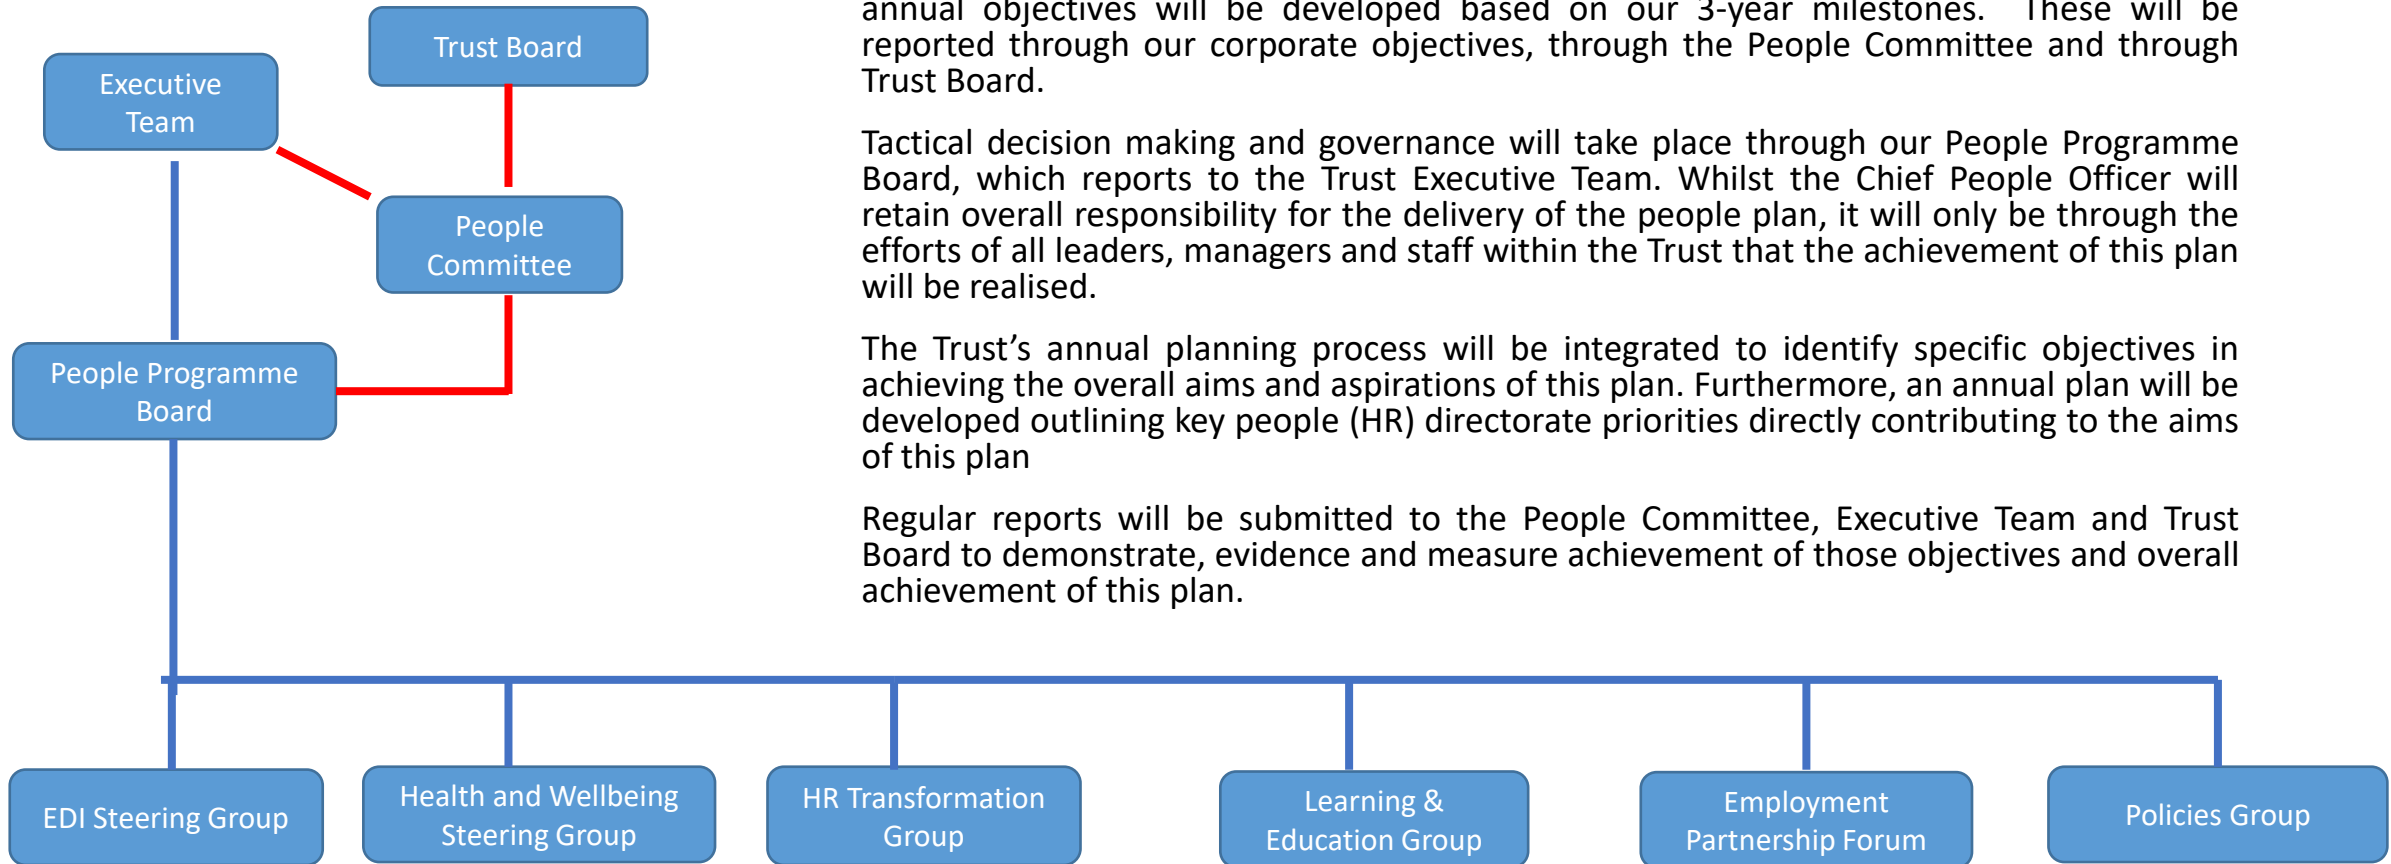 Trust Board
Executive
Team
People
Committee
People Programme
Board
annual objectives will be developed based on our 3-year milestones. These will be
reported through our corporate objectives, through the People Committee and through
Trust Board.
Tactical decision making and governance will take place through our People Programme
Board, which reports to the Trust Executive Team. Whilst the Chief People Officer will
retain overall responsibility for the delivery of the people plan, it will only be through the
efforts of all leaders, managers and staff within the Trust that the achievement of this plan
will be realised.
The Trust’s annual planning process will be integrated to identify specific objectives in
achieving the overall aims and aspirations of this plan. Furthermore, an annual plan will be
developed outlining key people (HR) directorate priorities directly contributing to the aims
of this plan
Regular reports will be submitted to the People Committee, Executive Team and Trust
Board to demonstrate, evidence and measure achievement of those objectives and overall
achievement of this plan.
EDI Steering Group
Health and Wellbeing
Steering Group
HR Transformation
Group
Learning &
Education Group
Employment
Partnership Forum
Policies Group